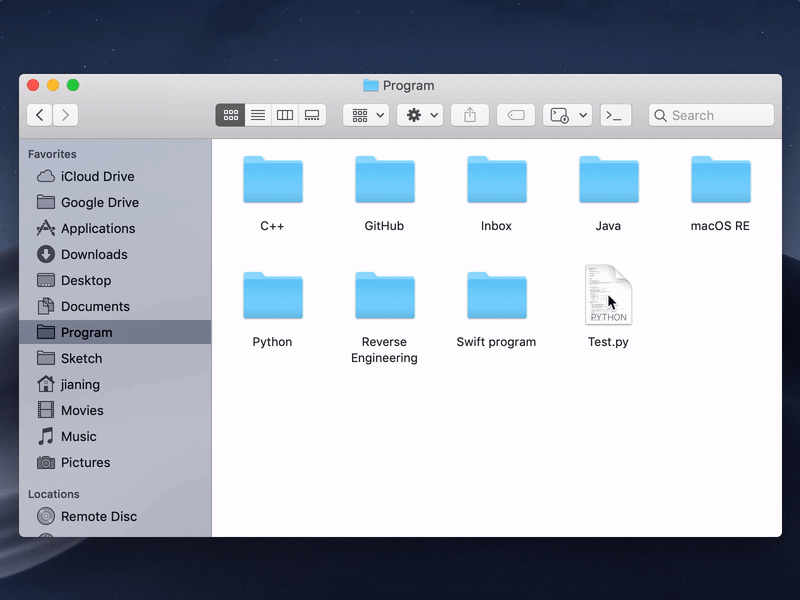 Program
Search
Favorites
iCloud Drive
Google Drive
Applications
Downloads
Desktop
Documents
Program
Sketch
jianing
Movies
Music
Pictures
Locations
Remote Disc
C++
GitHub
Inbox
Java
macOS RE
Python
Reverse
Engineering
Swift program
PYTHON
Test.py